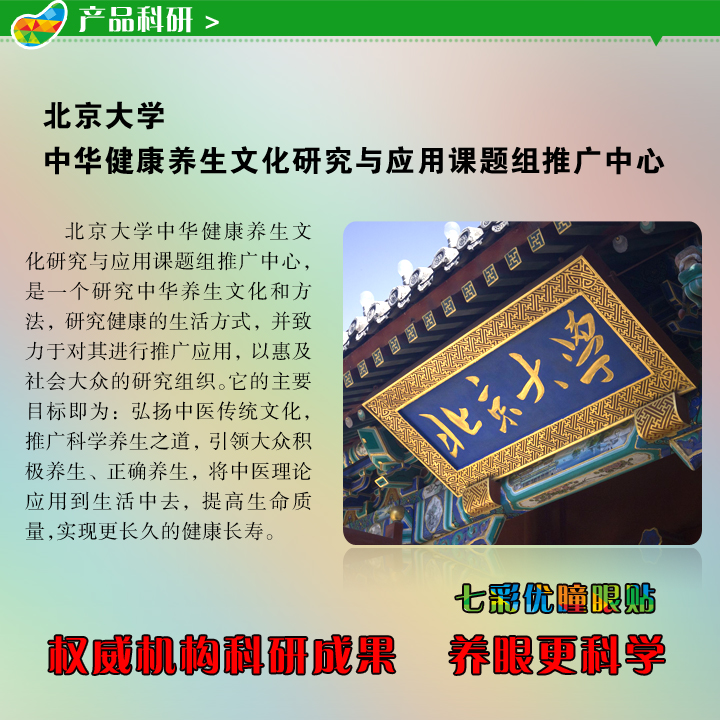 产品科研 >
北京大学
中华健康养生文化研究与应用课题组推广中心
北京大学中华健康养生文
化研究与应用课题组推广中心，
是一个研究中华养生文化和方
法，研究健康的生活方式，并致
力于对其进行推广应用，以惠及
社会大众的研究组织。它的主要
目标即为：弘扬中医传统文化，
推广科学养生之道，引领大众积
极养生、正确养生，将中医理论
应用到生活中去，提高生命质
量，实现更长久的健康长寿。
北京大學
七彩优瞳眼贴
权威机构科研成果 养眼更科学